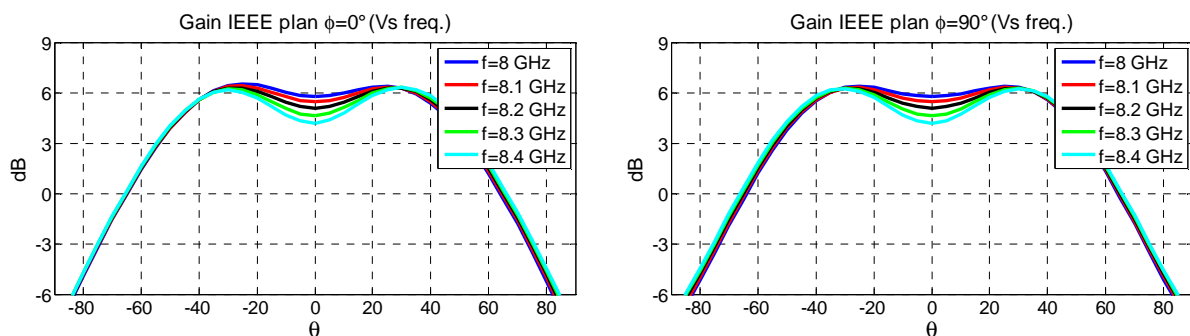 Gain IEEE plan ϕ=0° (Vs freq.)
9
6
3
0
-3
-6
dB
-80 -60 -40 -20 0 20 40 60 80
θ
f=8 GHz
f=8.1 GHz
f=8.2 GHz
f=8.3 GHz
f=8.4 GHz
Gain IEEE plan ϕ=90° (Vs freq.)
9
6
3
0
-3
-6
dB
-80 -60 -40 -20 0 20 40 60 80
θ
f=8 GHz
f=8.1 GHz
f=8.2 GHz
f=8.3 GHz
f=8.4 GHz